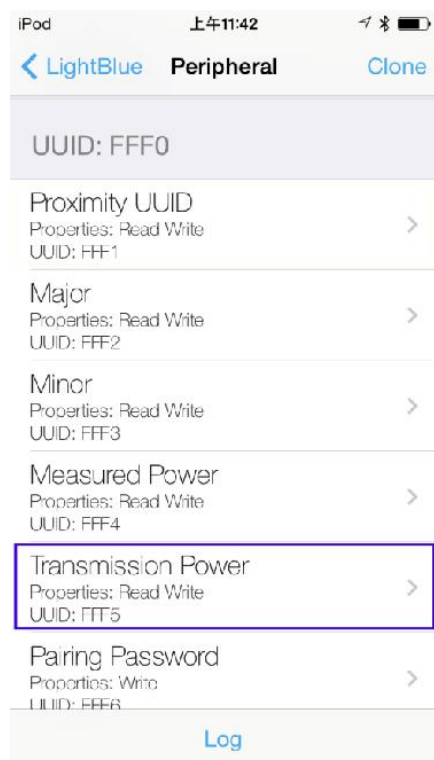 iPod 上午11:42
LightBlue Peripheral Clone
UUID: FFF0
Proximity UUID
Properties: Read Write
UUID: FFF1
Major
Properties: Read Write
UUID: FFF2
Minor
Properties: Read Write
UUID: FFF3
Measured Power
Properties: Read Write
UUID: FFF4
Transmission Power
Properties: Read Write
UUID: FFF5
Pairing Password
Properties: Write
UUID: FFF6
Log